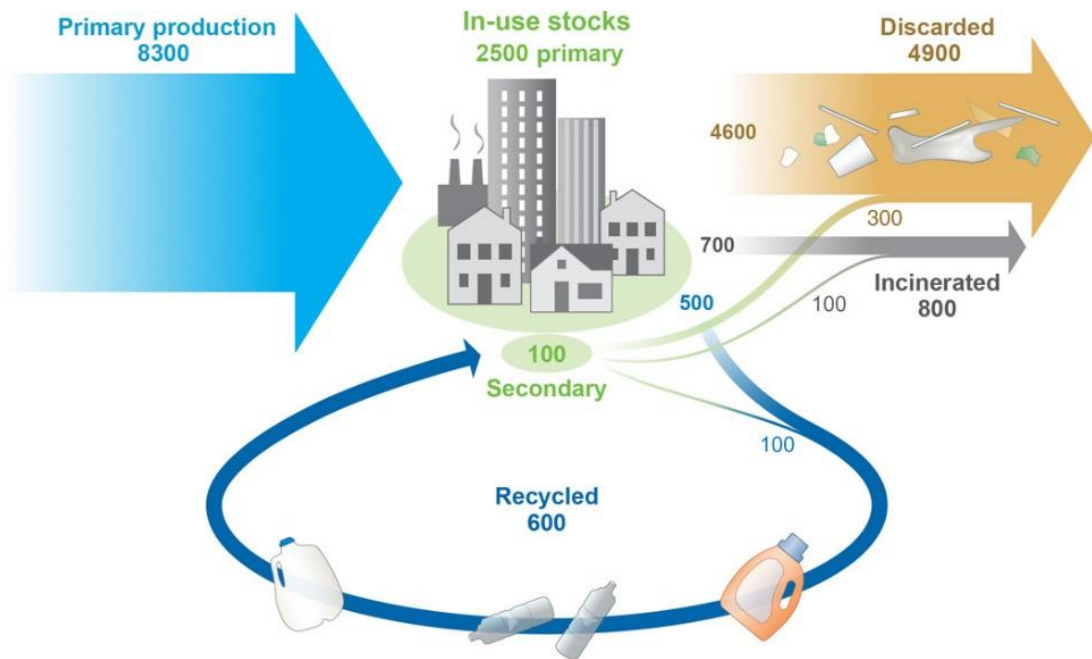 Primary production
8300
In-use stocks
2500 primary
Discarded
4900
4600
300
700
Incinerated
800
100
500
100
Secondary
100
Recycled
600